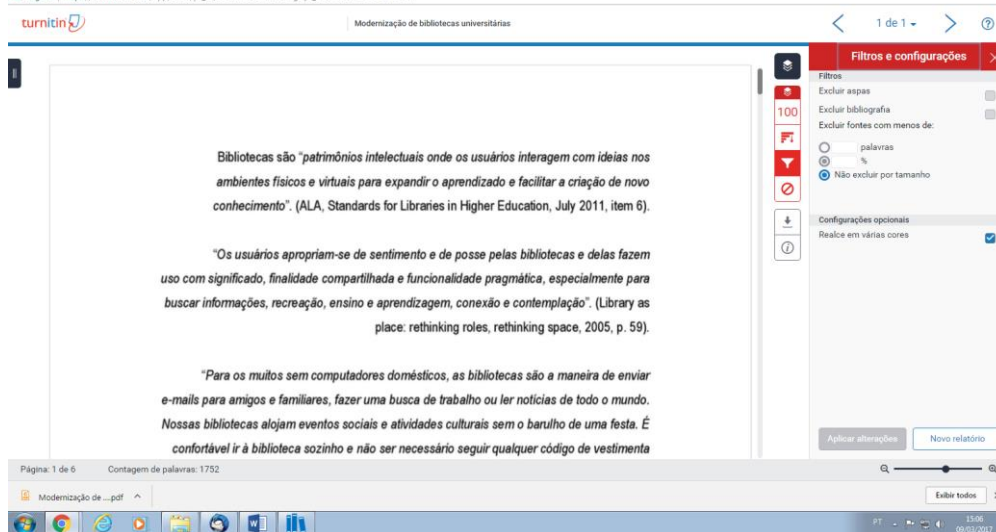 turnitin
Modernização de bibliotecas universitárias
1 de 1
Filtros e configurações
Filtros
Excluir aspas
Excluir bibliografia
Excluir fontes com menos de:
palavras
%
Não excluir por tamanho
Configurações opcionais
Realce em várias cores
100
Bibliotecas são “patrimônios intelectuais onde os usuários interagem com ideias nos
ambientes físicos e virtuais para expandir o aprendizado e facilitar a criação de novo
conhecimento”. (ALA, Standards for Libraries in Higher Education, July 2011, item 6).
“Os usuários apropriam-se de sentimento e de posse pelas bibliotecas e delas fazem
uso com significado, finalidade compartilhada e funcionalidade pragmática, especialmente para
buscar informações, recreação, ensino e aprendizagem, conexão e contemplação”. (Library as
place: rethinking roles, rethinking space, 2005, p. 59).
“Para os muitos sem computadores domésticos, as bibliotecas são a maneira de enviar
e-mails para amigos e familiares, fazer uma busca de trabalho ou ler notícias de todo o mundo.
Nossas bibliotecas alojam eventos sociais e atividades culturais sem o barulho de uma festa. É
confortável ir à biblioteca sozinho e não ser necessário seguir qualquer código de vestimenta
Aplicar alterações
Novo relatório
Página: 1 de 6
Contagem de palavras: 1752
Modernização de ....pdf
Exibir todos
PT
15:06
09/03/2017